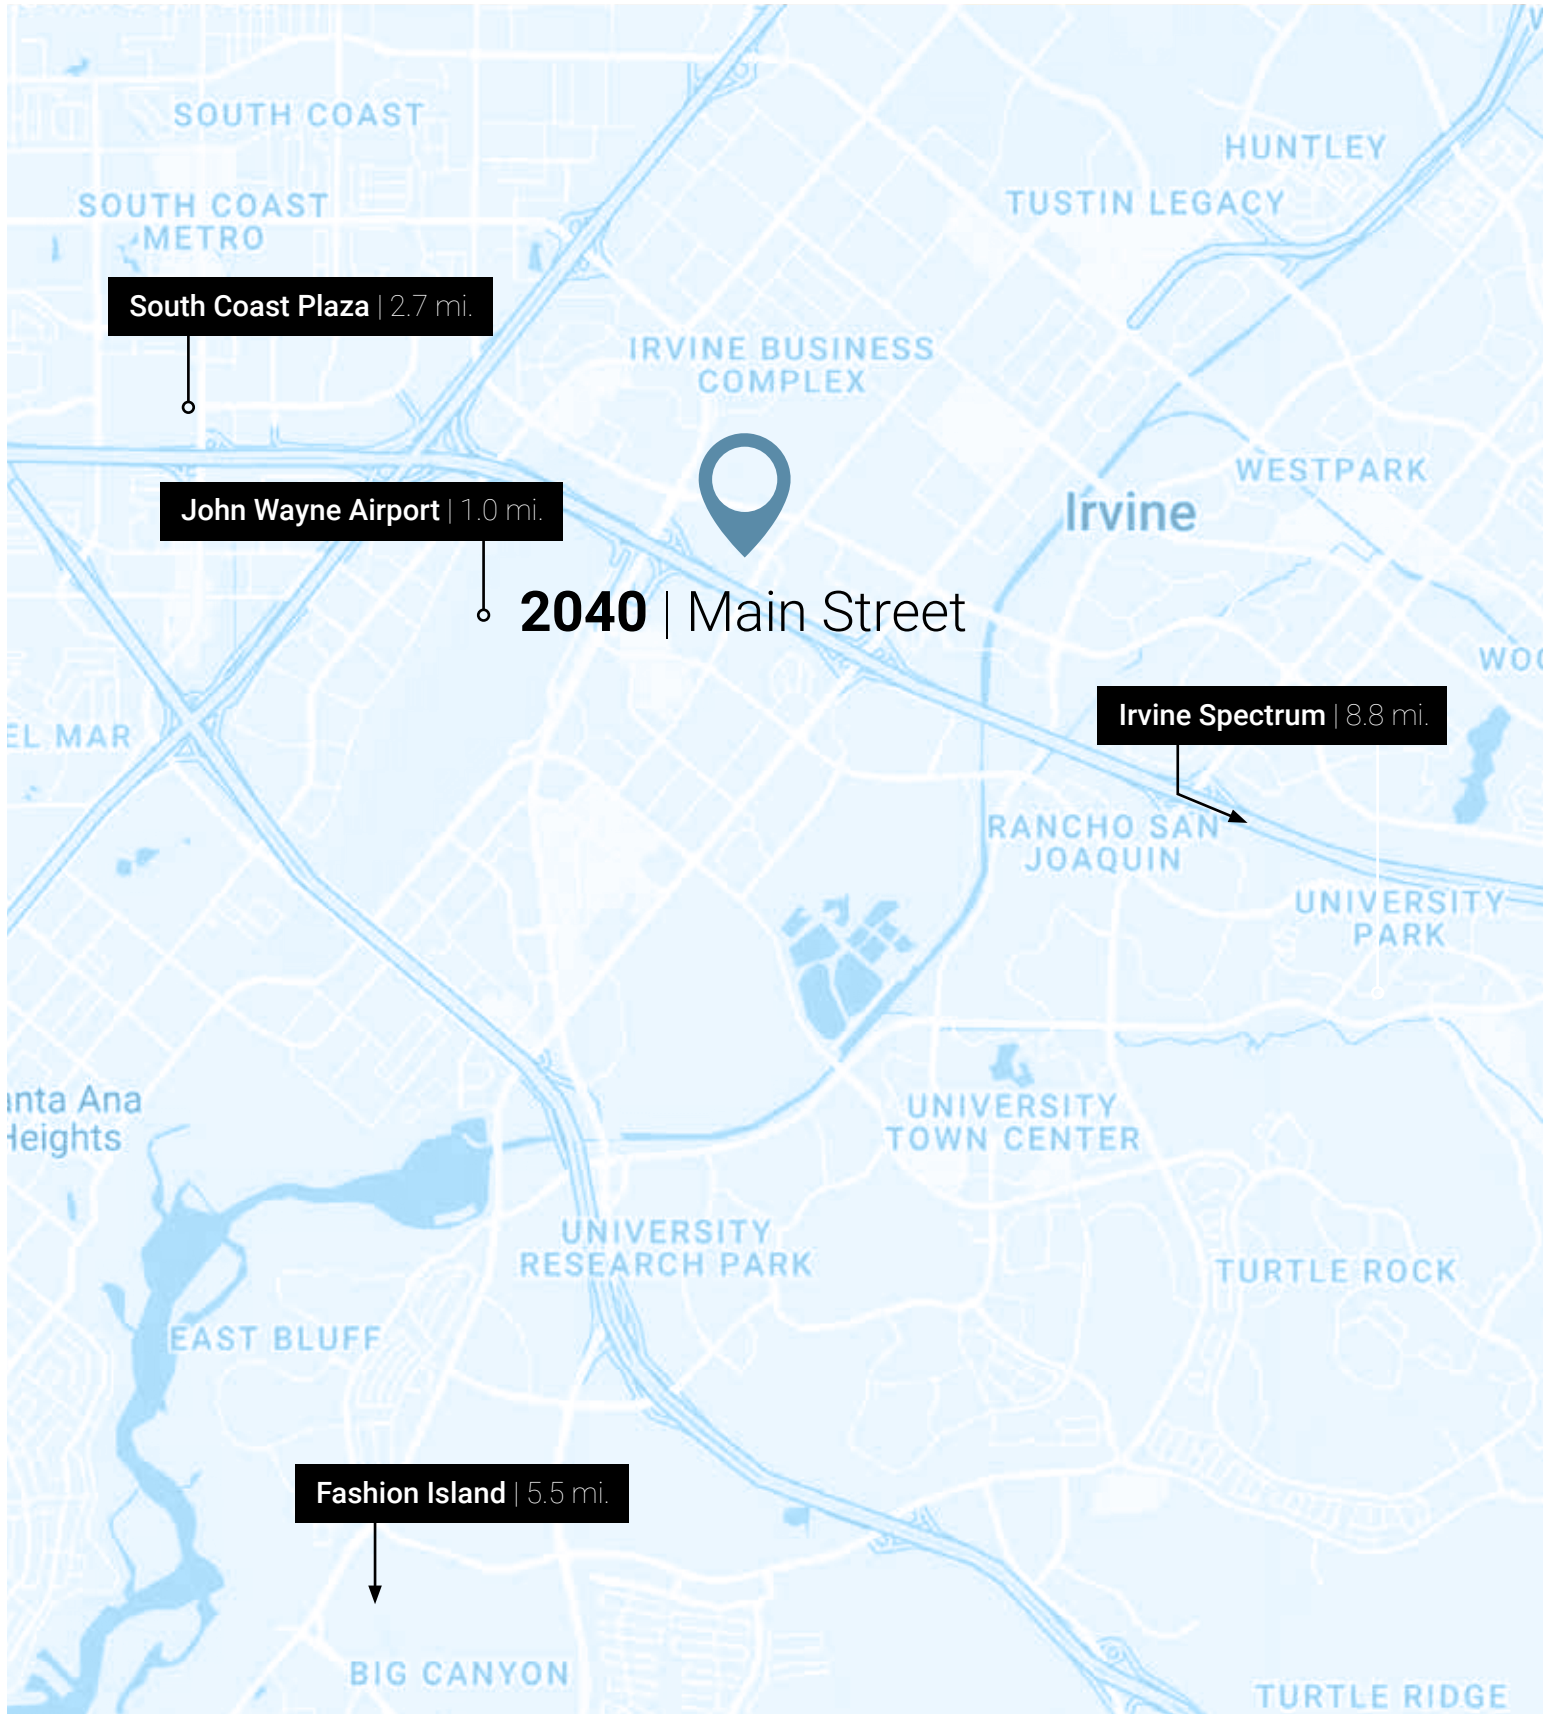 SOUTH COAST
HUNTLEY
TUSTIN LEGACY
SOUTH COAST
METRO
South Coast Plaza | 2.7 mi.
IRVINE BUSINESS
COMPLEX
WESTPARK
Irvine
John Wayne Airport | 1.0 mi.
2040 | Main Street
WOO
Irvine Spectrum | 8.8 mi.
EL MAR
RANCHO SAN
JOAQUIN
UNIVERSITY
PARK
anta Ana
Heights
UNIVERSITY
TOWN CENTER
UNIVERSITY
RESEARCH PARK
TURTLE ROCK
EAST BLUFF
Fashion Island | 5.5 mi.
BIG CANYON
TURTLE RIDGE